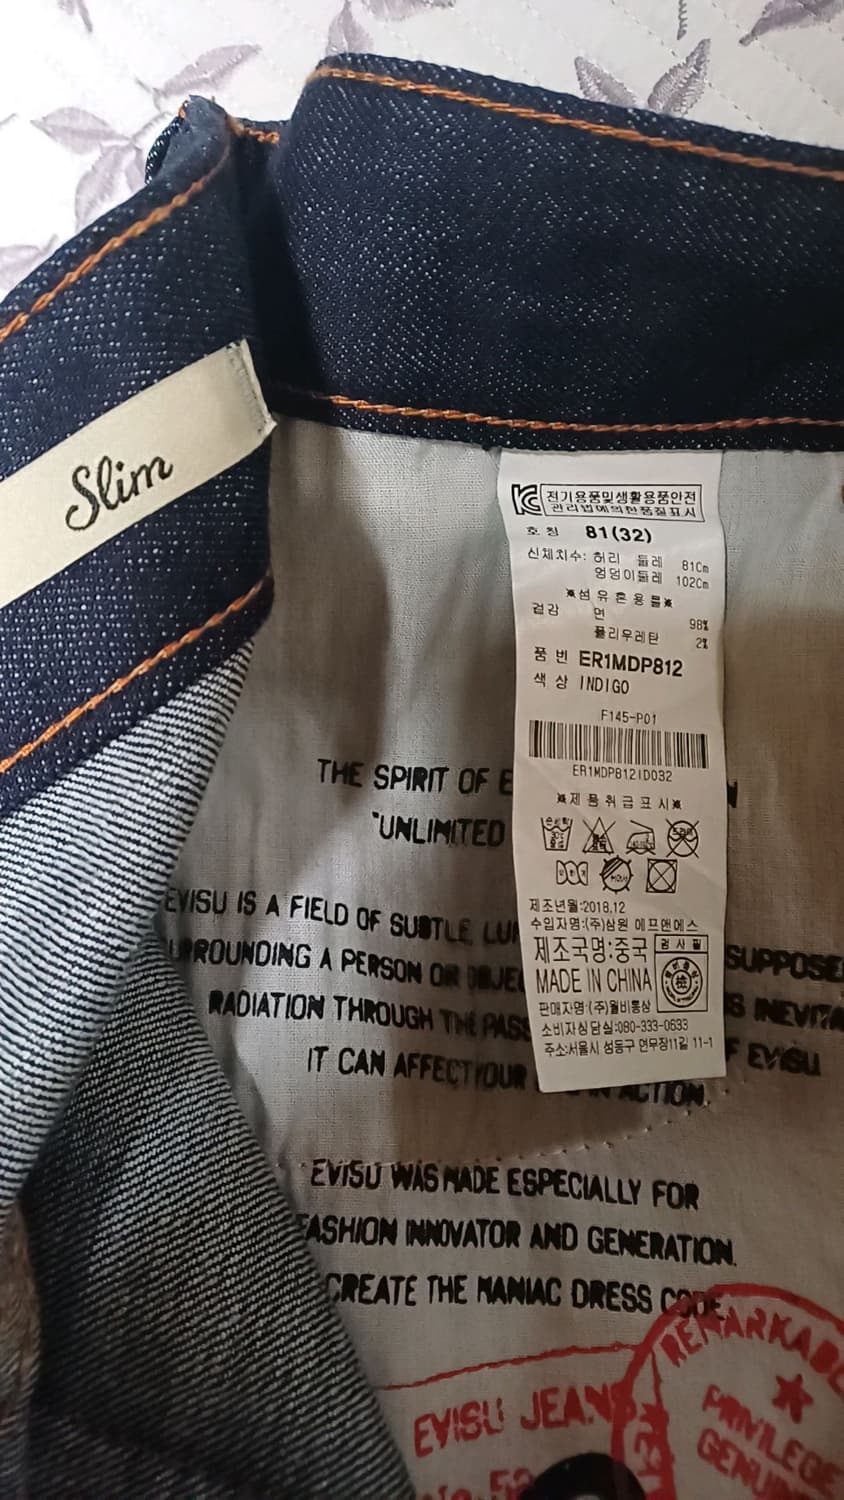 Slim
전기용품및생활용품안전
관리법에의한품질표시
호 칭 81(32)
신체치수: 허리 둘레 81Cm
엉덩이둘레 102Cm
※섬유혼용률※
겉감 면 98%
폴리우레탄 2%
품 번 ER1MDP812
색 상 INDIGO
F145-P01
ER1MDP812ID032
※제품취급표시※
제조년월:2018.12
수입자명:(주)삼원 에프앤에스
제조국명:중국
검사필
MADE IN CHINA
판매자명:(주)월비통상
소비자상담실:080-333-0633
주소:서울시 성동구 연무장11길 11-1
THE SPIRIT OF
"UNLIMITED
EVISU IS A FIELD OF SUBTLE
SURROUNDING A PERSON OR SUPPOSE
RADIATION THROUGH THE
IT CAN AFFECT YOUR F EVISU
ACTION.
EVISU WAS MADE ESPECIALLY FOR
FASHION INNOVATOR AND GENERATION.
CREATE THE MANIAC DRESS CODE
REMARKABL
PRIVILEGE
GENUIN
EVISU JEANS